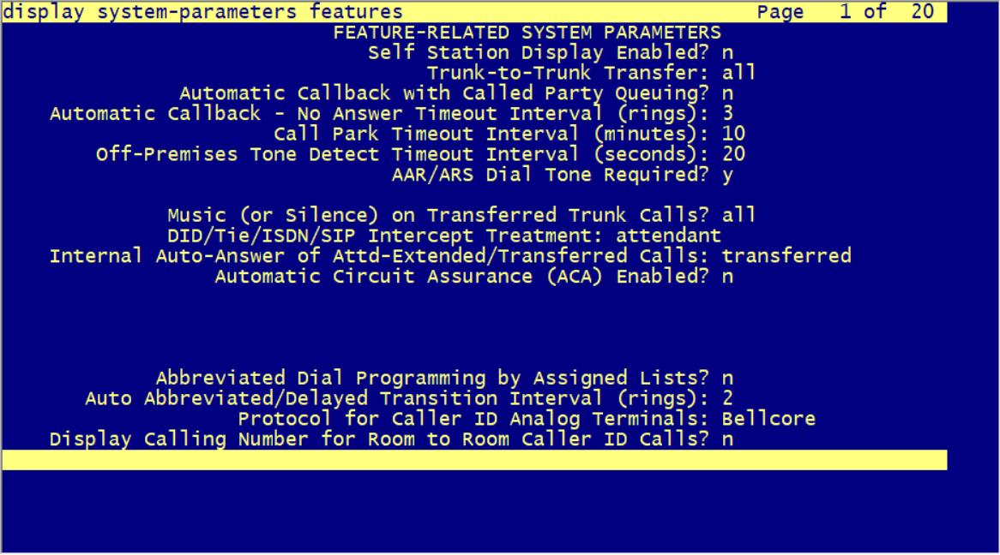 display system-parameters features Page 1 of 20
FEATURE-RELATED SYSTEM PARAMETERS
Self Station Display Enabled? n
Trunk-to-Trunk Transfer: all
Automatic Callback with Called Party Queuing? n
Automatic Callback - No Answer Timeout Interval (rings): 3
Call Park Timeout Interval (minutes): 10
Off-Premises Tone Detect Timeout Interval (seconds): 20
AAR/ARS Dial Tone Required? y
Music (or Silence) on Transferred Trunk Calls? all
DID/Tie/ISDN/SIP Intercept Treatment: attendant
Internal Auto-Answer of Attd-Extended/Transferred Calls: transferred
Automatic Circuit Assurance (ACA) Enabled? n
Abbreviated Dial Programming by Assigned Lists? n
Auto Abbreviated/Delayed Transition Interval (rings): 2
Protocol for Caller ID Analog Terminals: Bellcore
Display Calling Number for Room to Room Caller ID Calls? n